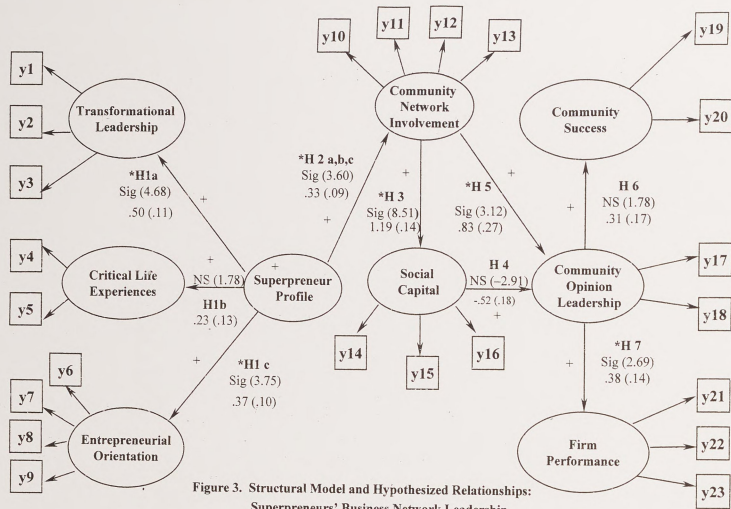 y1
y2
y3
y4
y5
y6
y7
y8
y9
y10
y11
y12
y13
y14
y15
y16
y17
y18
y19
y20
y21
y22
y23
Transformational
Leadership
*H1a
Sig (4.68)
+
.50 (.11)
Critical Life
Experiences
+
NS (1.78)
+
H1b
.23 (.13)
Superpreneur
Profile
+
*H1 c
Sig (3.75)
.37 (.10)
Entrepreneurial
Orientation
*H 2 a,b,c
Sig (3.60)
.33 (.09)
+
Community
Network
Involvement
+
*H 3
Sig (8.51)
1.19 (.14)
+
*H 5
Sig (3.12)
.83 (.27)
Social
Capital
H 4
NS (–2.91)
-.52 (.18)
+
Community
Opinion
Leadership
Community
Success
H 6
NS (1.78)
+
.31 (.17)
*H 7
Sig (2.69)
+
.38 (.14)
Firm
Performance
Figure 3. Structural Model and Hypothesized Relationships:
Superpreneurs' Business Network Leadership